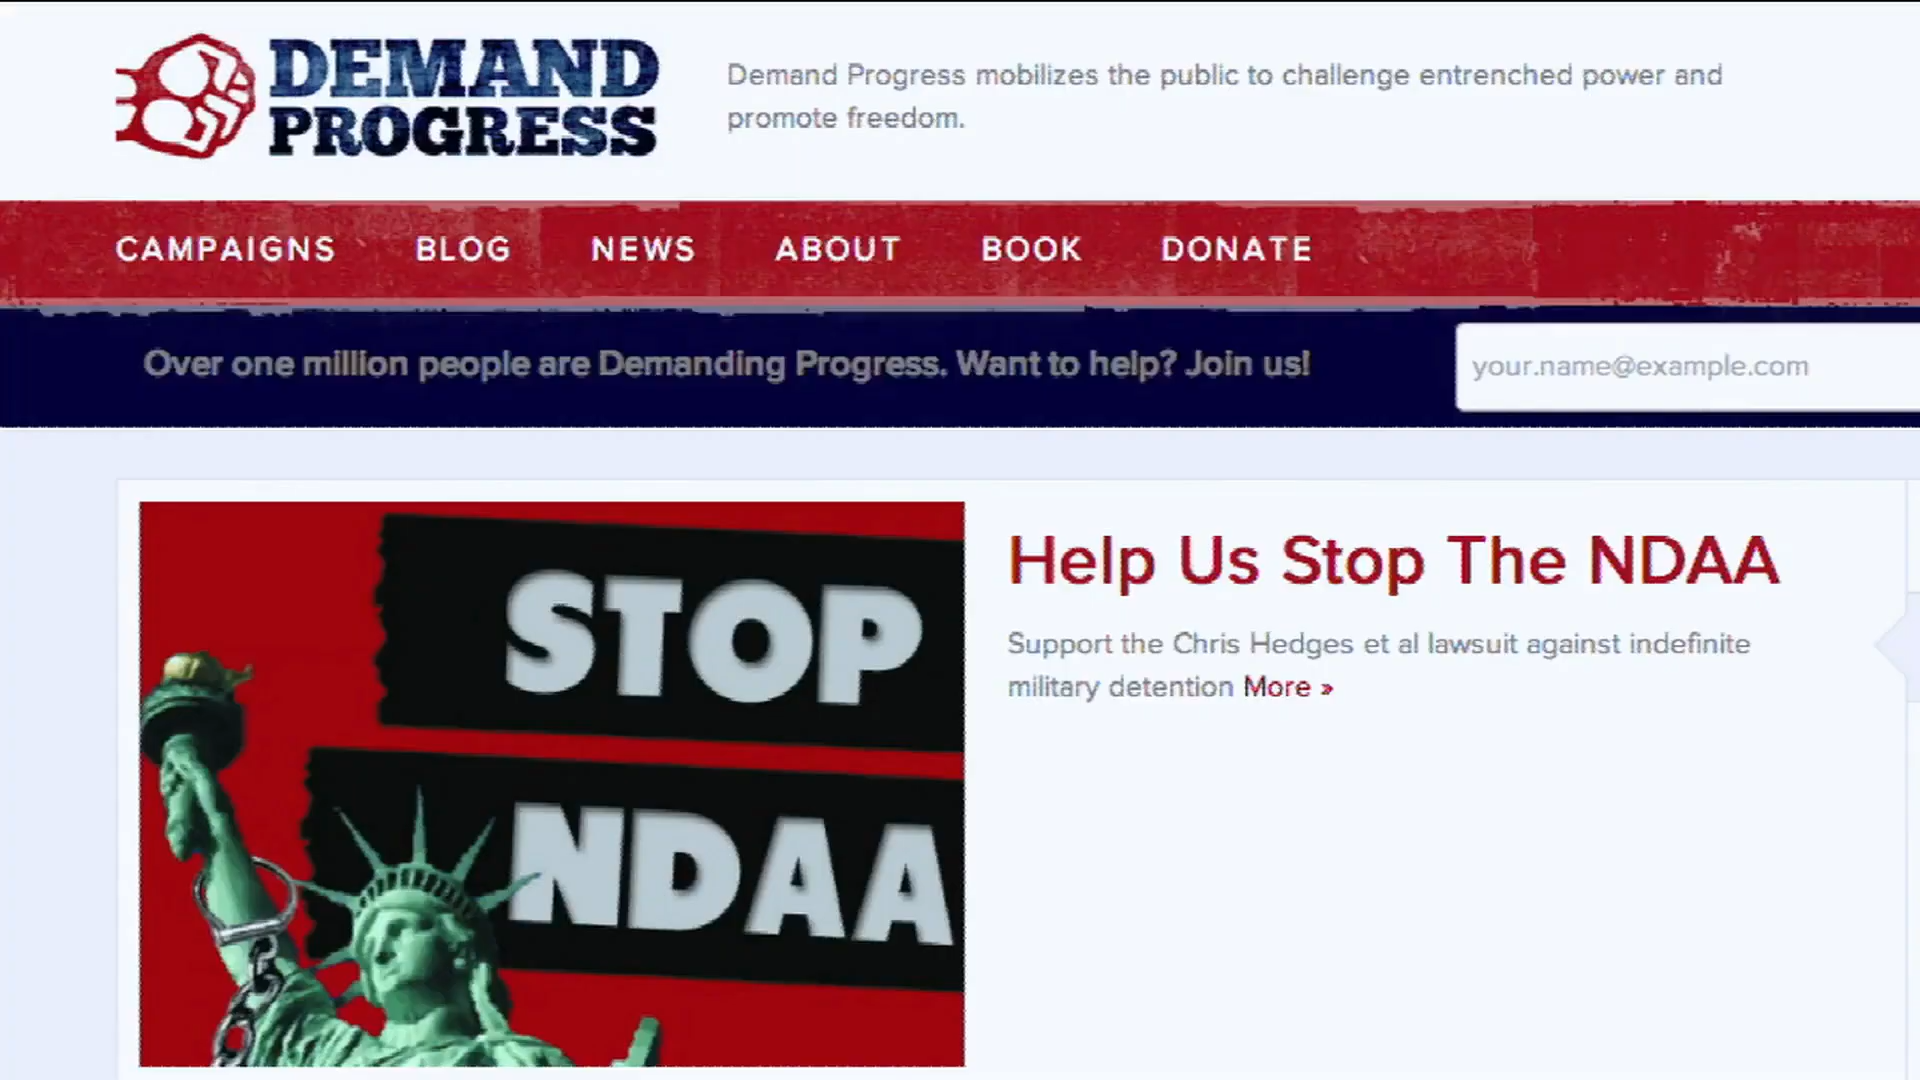 DEMAND
PROGRESS
Demand Progress mobilizes the public to challenge entrenched power and
promote freedom.
CAMPAIGNS BLOG NEWS ABOUT BOOK DONATE
Over one million people are Demanding Progress. Want to help? Join us!
your.name@example.com
STOP
NDAA
Help Us Stop The NDAA
Support the Chris Hedges et al lawsuit against indefinite
military detention More »